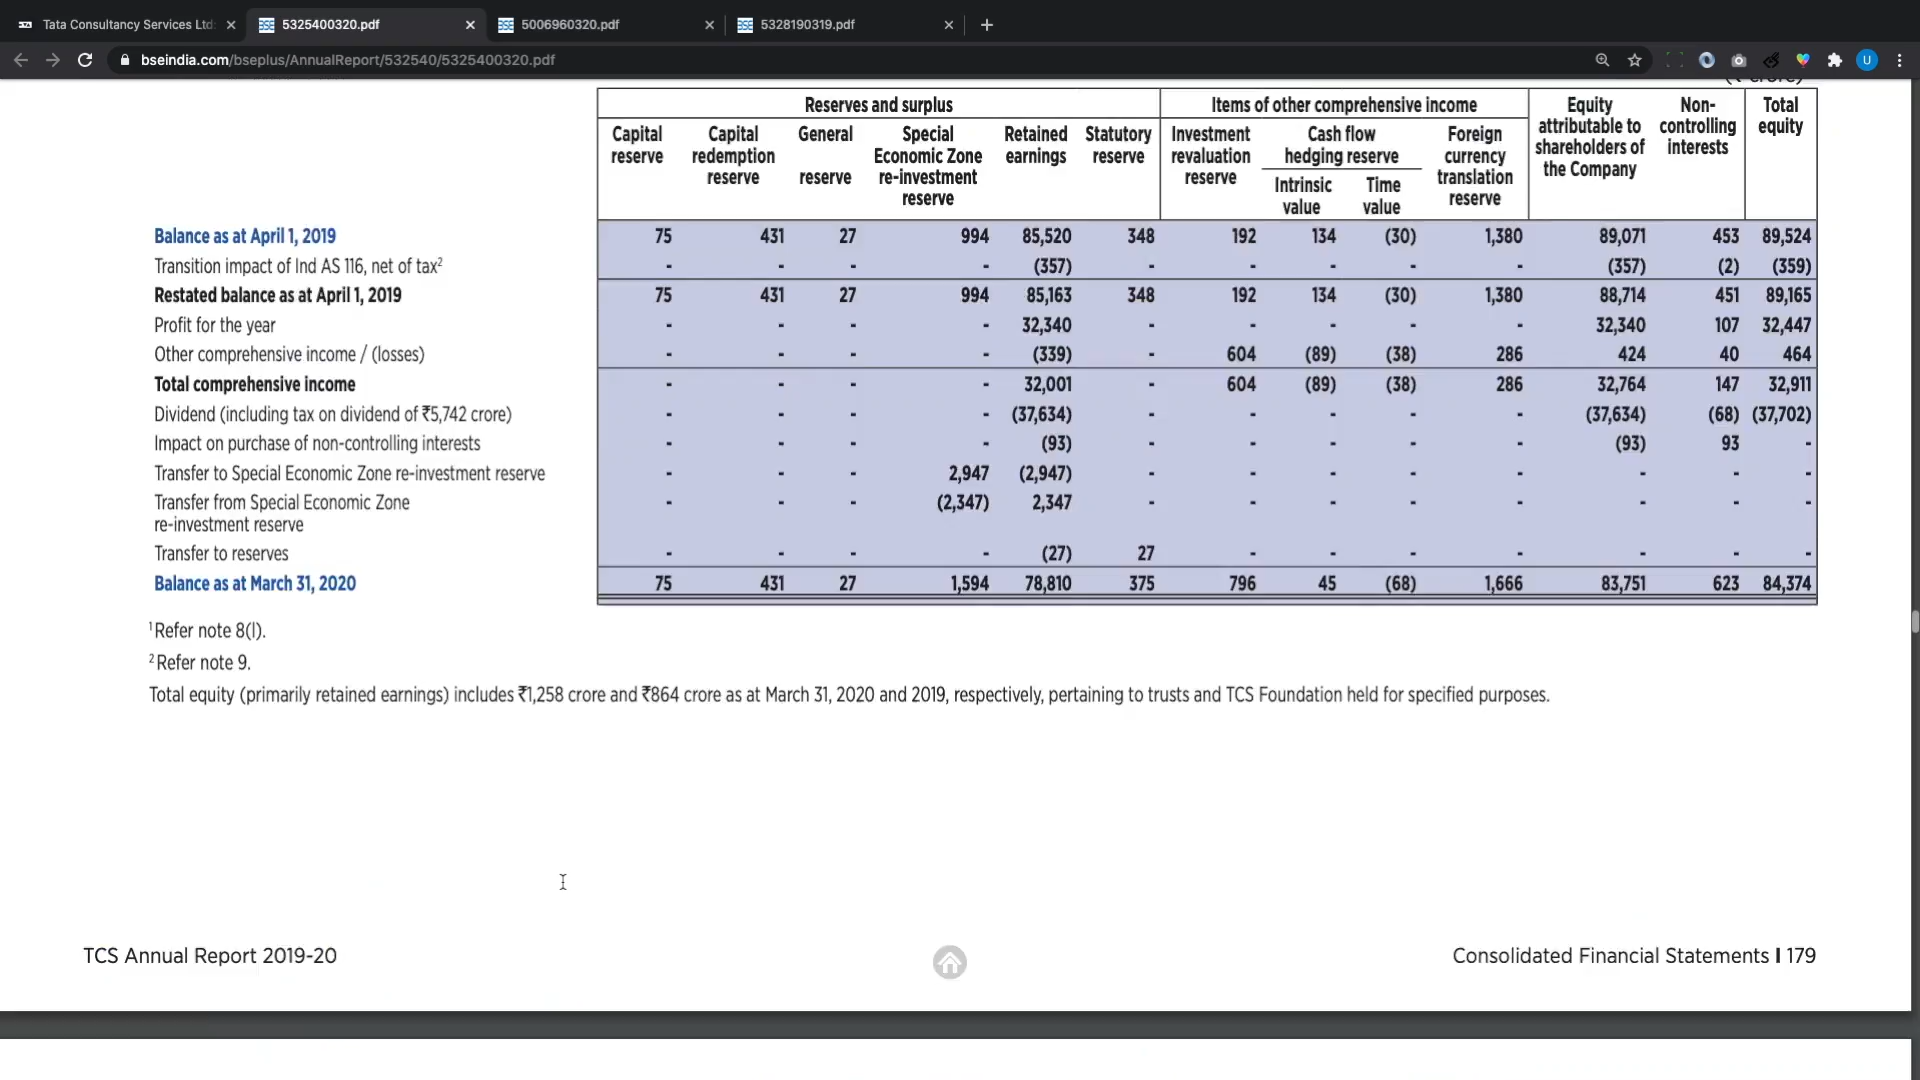 Tata Consultancy Services Ltd
5325400320.pdf
5006960320.pdf
5328190319.pdf
bseindia.com/bseplus/AnnualReport/532540/5325400320.pdf
U
Reserves and surplus
Items of other comprehensive income
Equity attributable to shareholders of the Company
Non-controlling interests
Total equity
Capital reserve
Capital redemption reserve
General reserve
Special Economic Zone re-investment reserve
Retained earnings
Statutory reserve
Investment revaluation reserve
Cash flow hedging reserve
Foreign currency translation reserve
Intrinsic value
Time value
Balance as at April 1, 2019 75 431 27 994 85,520 348 192 134 (30) 1,380 89,071 453 89,524
Transition impact of Ind AS 116, net of tax² - - - - (357) - - - - - (357) (2) (359)
Restated balance as at April 1, 2019 75 431 27 994 85,163 348 192 134 (30) 1,380 88,714 451 89,165
Profit for the year - - - - 32,340 - - - - - 32,340 107 32,447
Other comprehensive income / (losses) - - - - (339) - 604 (89) (38) 286 424 40 464
Total comprehensive income - - - - 32,001 - 604 (89) (38) 286 32,764 147 32,911
Dividend (including tax on dividend of ₹5,742 crore) - - - - (37,634) - - - - - (37,634) (68) (37,702)
Impact on purchase of non-controlling interests - - - - (93) - - - - - (93) 93 -
Transfer to Special Economic Zone re-investment reserve - - - 2,947 (2,947) - - - - - - - -
Transfer from Special Economic Zone - - - (2,347) 2,347 - - - - - - - -
re-investment reserve
Transfer to reserves - - - - (27) 27 - - - - - - -
Balance as at March 31, 2020 75 431 27 1,594 78,810 375 796 45 (68) 1,666 83,751 623 84,374
¹Refer note 8(l).
²Refer note 9.
Total equity (primarily retained earnings) includes ₹1,258 crore and ₹864 crore as at March 31, 2020 and 2019, respectively, pertaining to trusts and TCS Foundation held for specified purposes.
TCS Annual Report 2019-20
Consolidated Financial Statements I 179